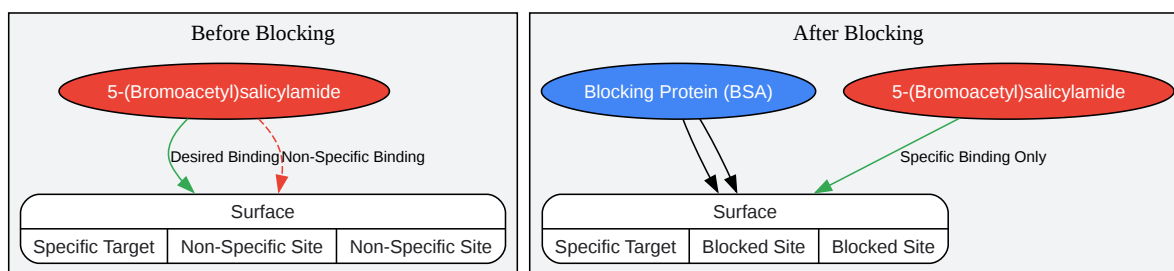 Before Blocking
5-(Bromoacetyl)salicylamide
Desired Binding
Non-Specific Binding
Surface
Specific Target
Non-Specific Site
Non-Specific Site
After Blocking
Blocking Protein (BSA)
5-(Bromoacetyl)salicylamide
Specific Binding Only
Surface
Specific Target
Blocked Site
Blocked Site